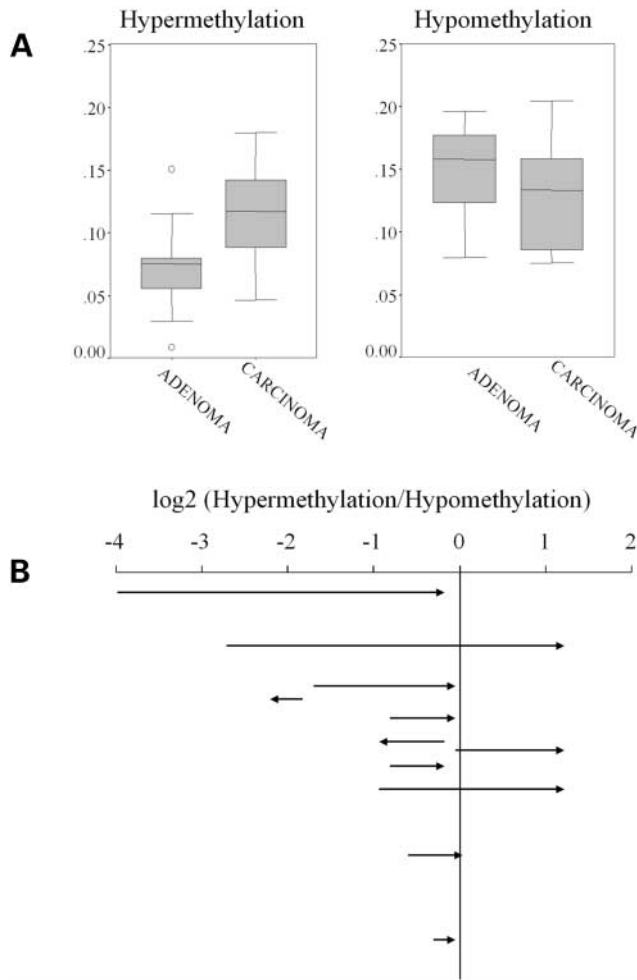 Hypermethylation
Hypomethylation
A
.25
.20
.15
.10
.05
0.00
ADENOMA
CARCINOMA
.25
.20
.15
.10
.05
0.00
ADENOMA
CARCINOMA
log2 (Hypermethylation/Hypomethylation)
-4 -3 -2 -1 0 1 2
B